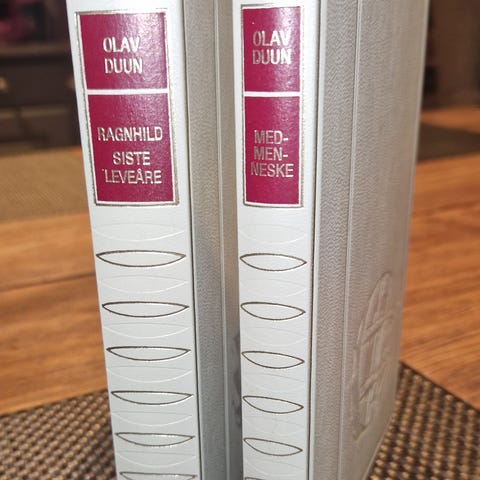 OLAV
DUUN
RAGNHILD
SISTE
LEVEÅRE
OLAV
DUUN
MED-
MEN-
NESKE